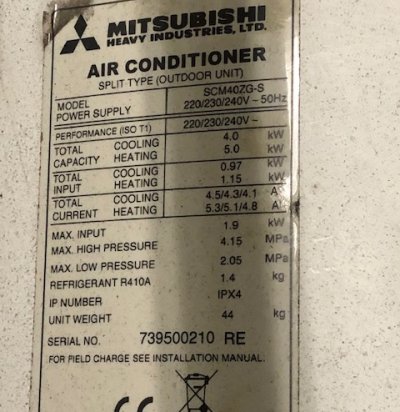 MITSUBISHI
HEAVY INDUSTRIES, LTD.
AIR CONDITIONER
SPLIT TYPE (OUTDOOR UNIT)
MODEL SCM40ZG-S
POWER SUPPLY 220/230/240V ~ 50Hz
PERFORMANCE (ISO T1) 220/230/240V ~
TOTAL COOLING 4.0 kW
CAPACITY HEATING 5.0 kW
TOTAL COOLING 0.97 kW
INPUT HEATING 1.15 kW
TOTAL COOLING 4.5/4.3/4.1 A
CURRENT HEATING 5.3/5.1/4.8 A
MAX. INPUT 1.9 kW
MAX. HIGH PRESSURE 4.15 MPa
MAX. LOW PRESSURE 2.05 MPa
REFRIGERANT R410A 1.4 kg
IP NUMBER IPX4
UNIT WEIGHT 44 kg
SERIAL NO. 739500210 RE
FOR FIELD CHARGE SEE INSTALLATION MANUAL.
CE